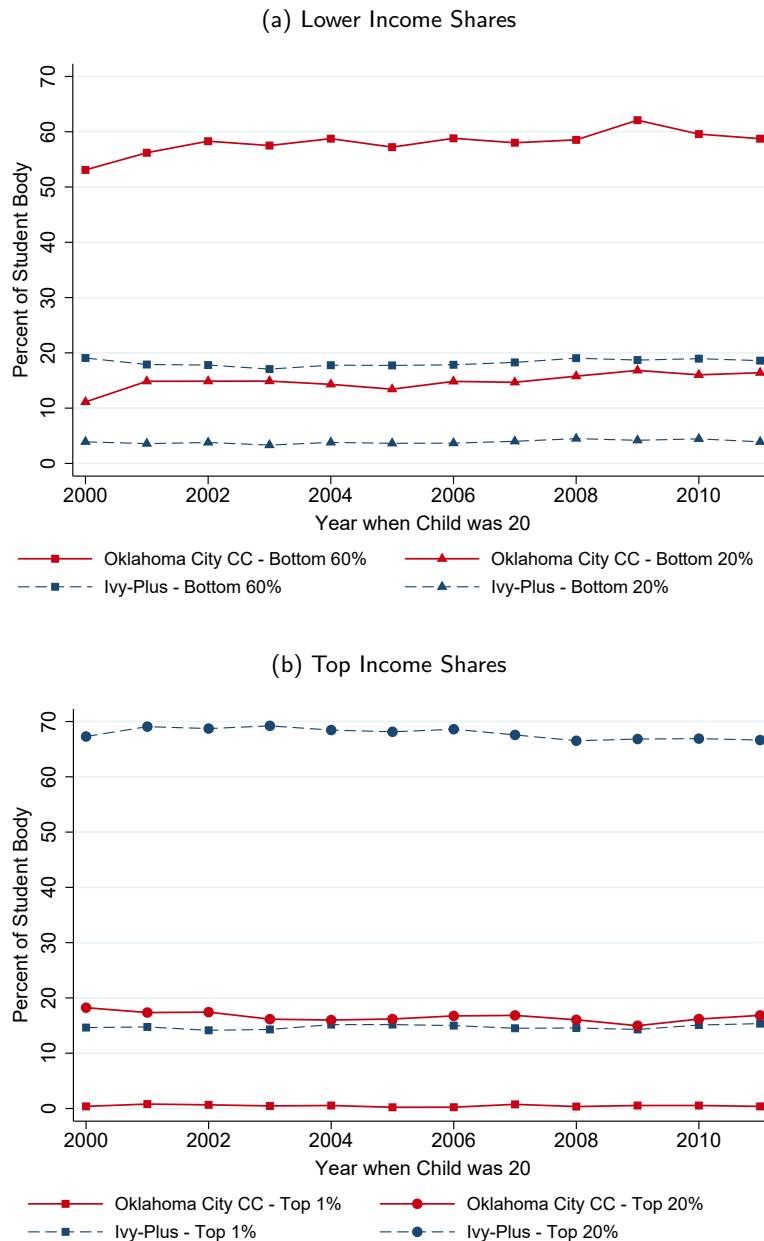 (a) Lower Income Shares
Percent of Student Body
70
60
50
40
30
20
10
0
2000 2002 2004 2006 2008 2010
Year when Child was 20
Oklahoma City CC - Bottom 60% Oklahoma City CC - Bottom 20%
Ivy-Plus - Bottom 60% Ivy-Plus - Bottom 20%
(b) Top Income Shares
Percent of Student Body
70
60
50
40
30
20
10
0
2000 2002 2004 2006 2008 2010
Year when Child was 20
Oklahoma City CC - Top 1% Oklahoma City CC - Top 20%
Ivy-Plus - Top 1% Ivy-Plus - Top 20%